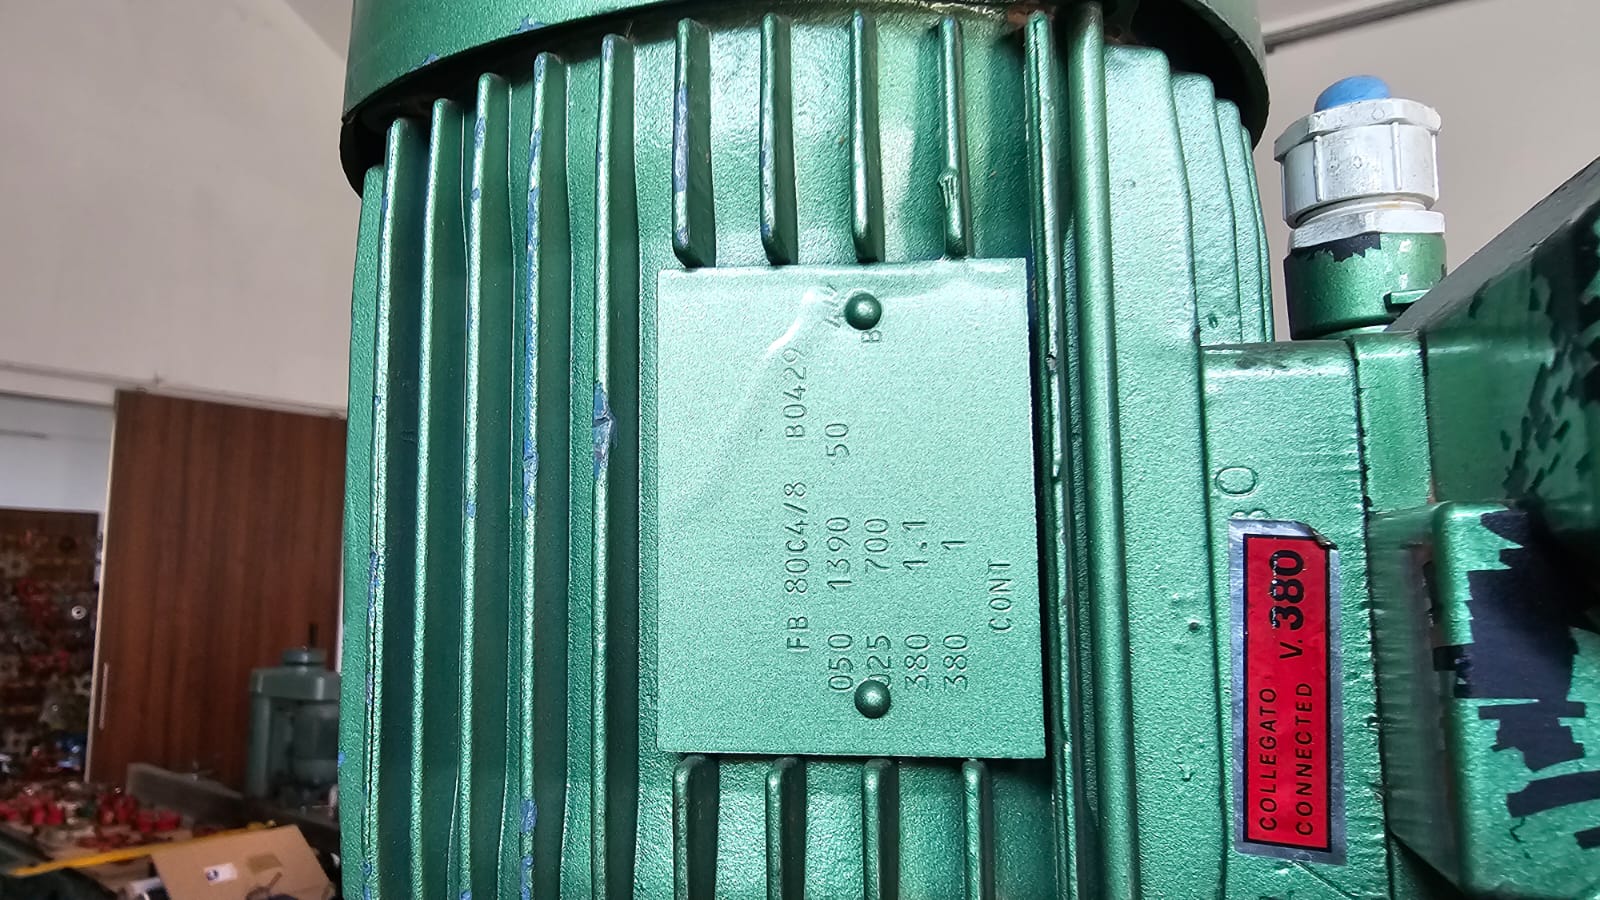 FB 80C4/8 B0429
050 1390 50
025 700 B
380 1.1
380 1
CONT
COLLEGATO
CONNECTED V.380